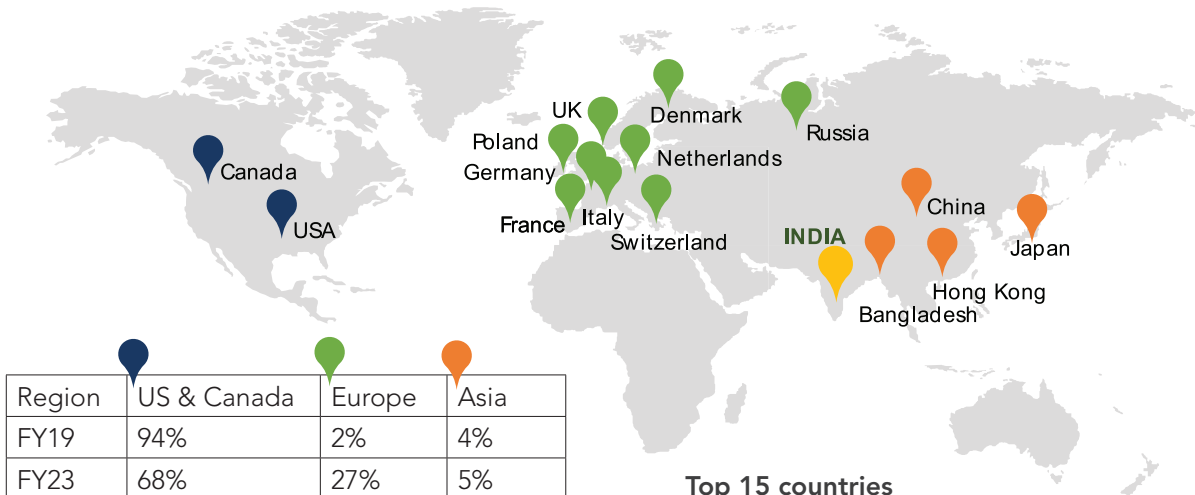 UK
Denmark
Russia
Poland
Netherlands
Germany
Canada
China
France
Italy
USA
Switzerland
INDIA
Japan
Hong Kong
Bangladesh
Region US & Canada Europe Asia
FY19 94% 2% 4%
FY23 68% 27% 5%
Top 15 countries